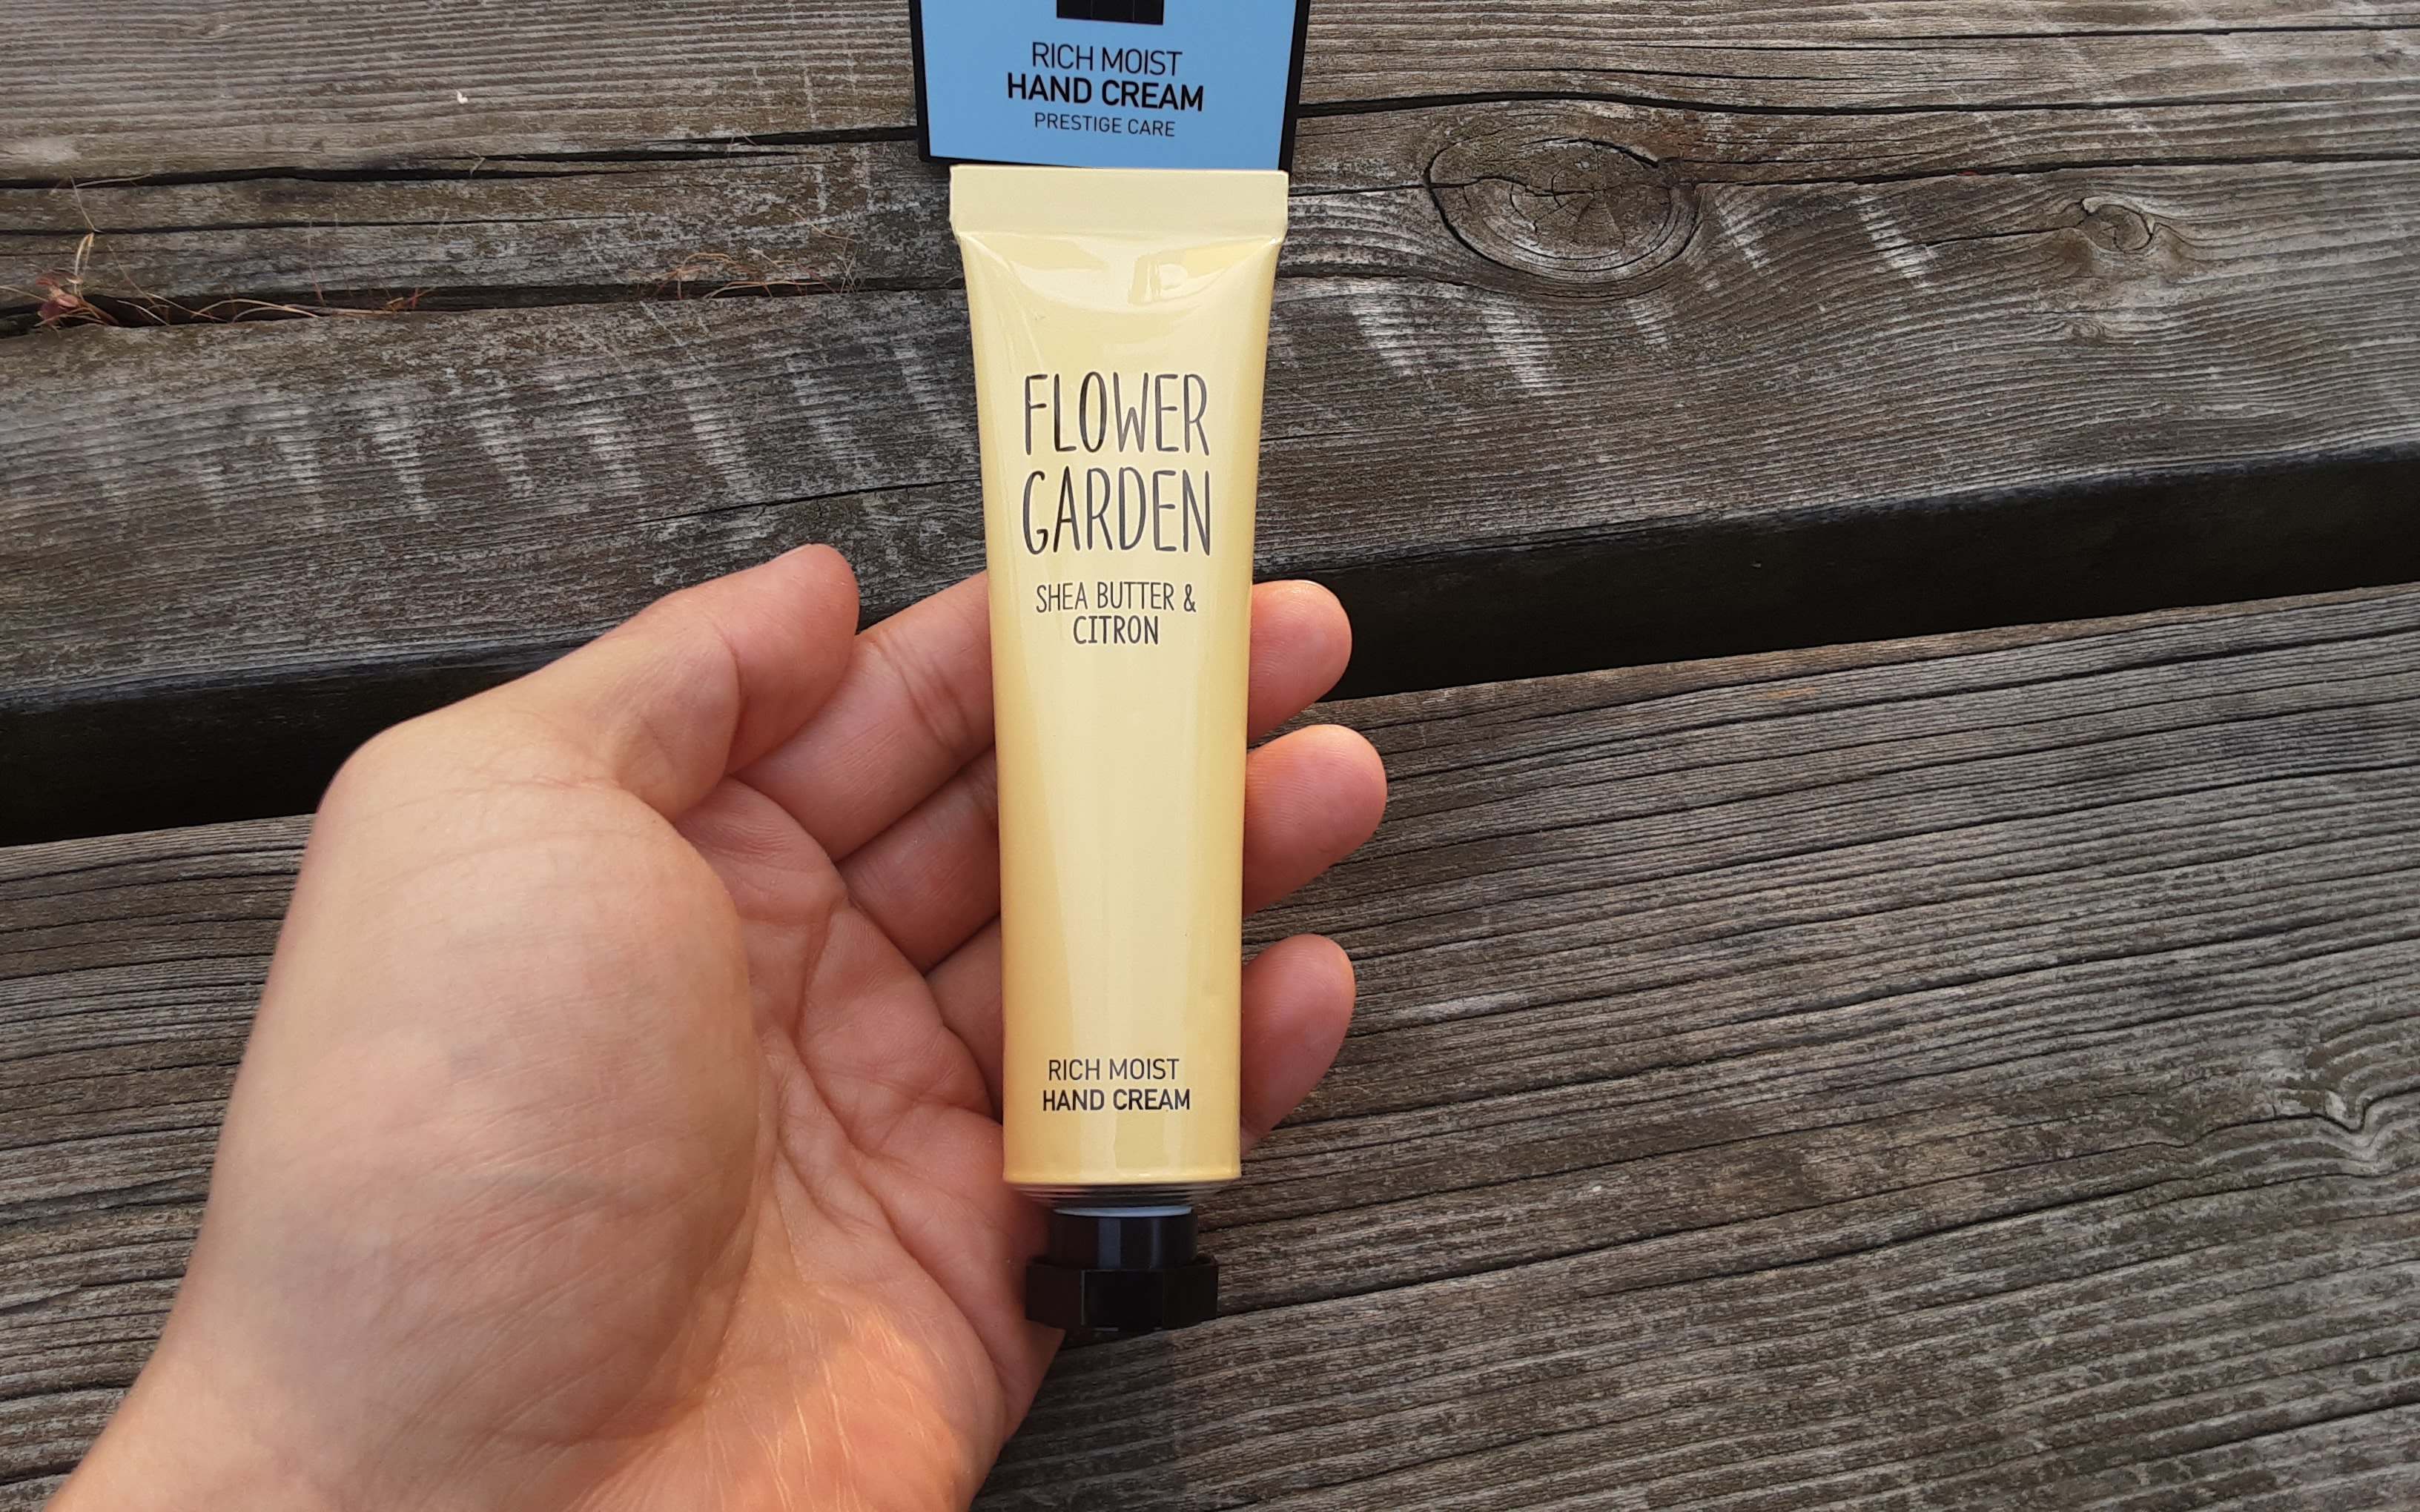 RICH MOIST
HAND CREAM
PRESTIGE CARE
FLOWER
GARDEN
SHEA BUTTER &
CITRON
RICH MOIST
HAND CREAM